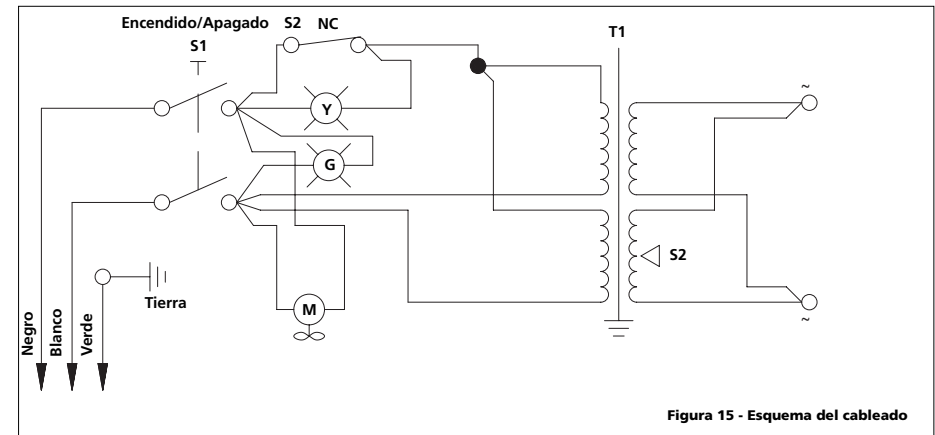 Encendido/Apagado
S1
S2
NC
T1
Y
G
M
S2
~
~
Tierra
Negro
Blanco
Verde
Figura 15 - Esquema del cableado